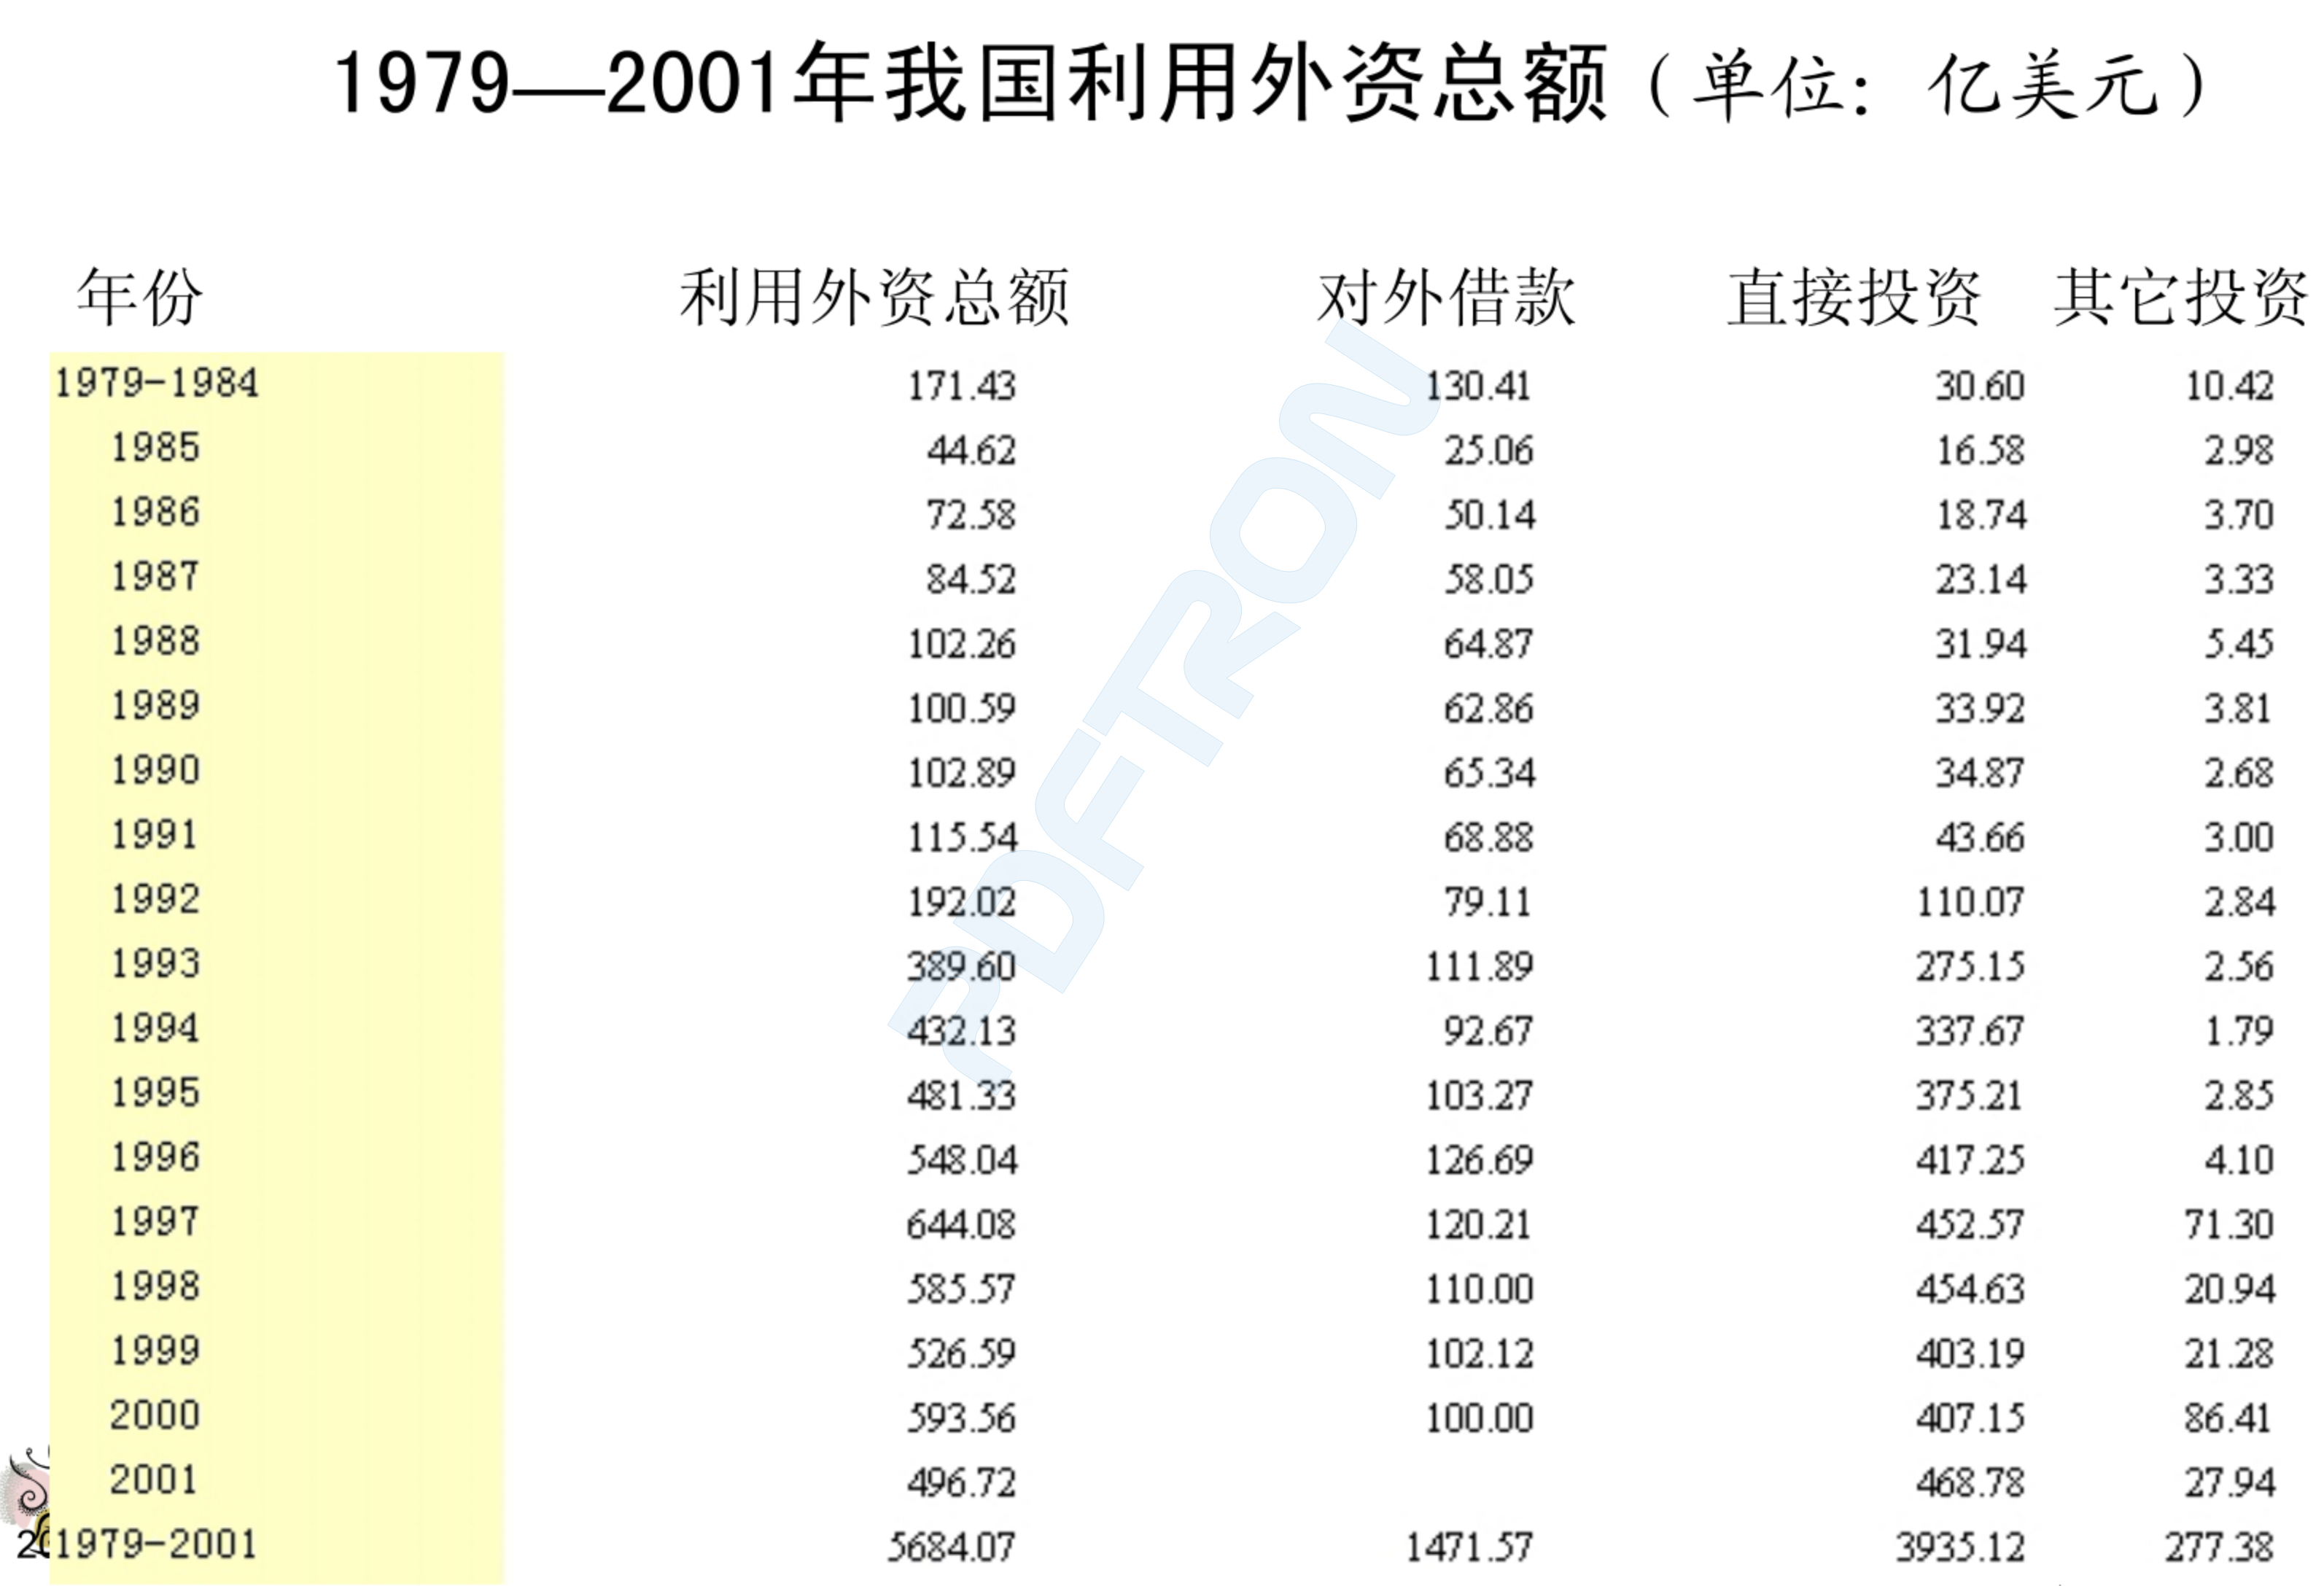 1979—2001年我国利用外资总额（单位：亿美元）
年份 利用外资总额 对外借款 直接投资 其它投资
1979-1984 171.43 130.41 30.60 10.42
1985 44.62 25.06 16.58 2.98
1986 72.58 50.14 18.74 3.70
1987 84.52 58.05 23.14 3.33
1988 102.26 64.87 31.94 5.45
1989 100.59 62.86 33.92 3.81
1990 102.89 65.34 34.87 2.68
1991 115.54 68.88 43.66 3.00
1992 192.02 79.11 110.07 2.84
1993 389.60 111.89 275.15 2.56
1994 432.13 92.67 337.67 1.79
1995 481.33 103.27 375.21 2.85
1996 548.04 126.69 417.25 4.10
1997 644.08 120.21 452.57 71.30
1998 585.57 110.00 454.63 20.94
1999 526.59 102.12 403.19 21.28
2000 593.56 100.00 407.15 86.41
2001 496.72 468.78 27.94
1979-2001 5684.07 1471.57 3935.12 277.38
PDFTRON